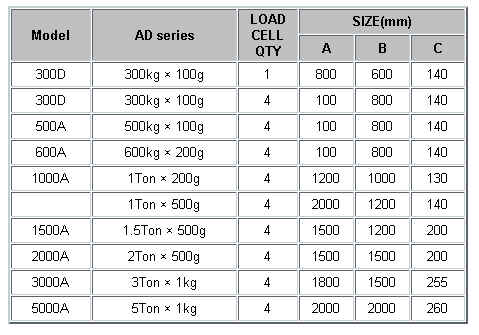 Model AD series LOAD CELL QTY SIZE(mm)
A B C
300D 300kg × 100g 1 800 600 140
300D 300kg × 100g 4 100 800 140
500A 500kg × 100g 4 100 800 140
600A 600kg × 200g 4 100 800 140
1000A 1Ton × 200g 4 1200 1000 130
1Ton × 500g 4 2000 1200 140
1500A 1.5Ton × 500g 4 1500 1200 200
2000A 2Ton × 500g 4 1500 1500 200
3000A 3Ton × 1kg 4 1800 1500 255
5000A 5Ton × 1kg 4 2000 2000 260